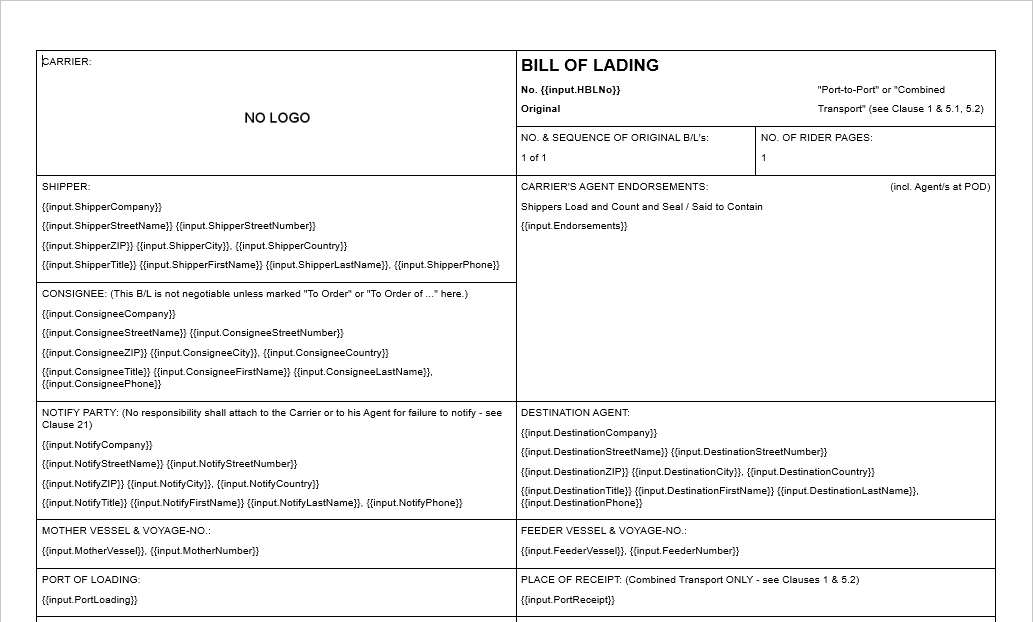 CARRIER:
NO LOGO
BILL OF LADING
No. {{input.HBLNo}}
"Port-to-Port" or "Combined
Original
Transport" (see Clause 1 & 5.1, 5.2)
NO. & SEQUENCE OF ORIGINAL B/L's:
1 of 1
NO. OF RIDER PAGES:
1
SHIPPER:
{{input.ShipperCompany}}
{{input.ShipperStreetName}} {{input.ShipperStreetNumber}}
{{input.ShipperZIP}} {{input.ShipperCity}}, {{input.ShipperCountry}}
{{input.ShipperTitle}} {{input.ShipperFirstName}} {{input.ShipperLastName}}, {{input.ShipperPhone}}
CARRIER'S AGENT ENDORSEMENTS: (incl. Agent/s at POD)
Shippers Load and Count and Seal / Said to Contain
{{input.Endorsements}}
CONSIGNEE: (This B/L is not negotiable unless marked "To Order" or "To Order of ..." here.)
{{input.ConsigneeCompany}}
{{input.ConsigneeStreetName}} {{input.ConsigneeStreetNumber}}
{{input.ConsigneeZIP}} {{input.ConsigneeCity}}, {{input.ConsigneeCountry}}
{{input.ConsigneeTitle}} {{input.ConsigneeFirstName}} {{input.ConsigneeLastName}},
{{input.ConsigneePhone}}
NOTIFY PARTY: (No responsibility shall attach to the Carrier or to his Agent for failure to notify - see
Clause 21)
{{input.NotifyCompany}}
{{input.NotifyStreetName}} {{input.NotifyStreetNumber}}
{{input.NotifyZIP}} {{input.NotifyCity}}, {{input.NotifyCountry}}
{{input.NotifyTitle}} {{input.NotifyFirstName}} {{input.NotifyLastName}}, {{input.NotifyPhone}}
DESTINATION AGENT:
{{input.DestinationCompany}}
{{input.DestinationStreetName}} {{input.DestinationStreetNumber}}
{{input.DestinationZIP}} {{input.DestinationCity}}, {{input.DestinationCountry}}
{{input.DestinationTitle}} {{input.DestinationFirstName}} {{input.DestinationLastName}},
{{input.DestinationPhone}}
MOTHER VESSEL & VOYAGE-NO.:
{{input.MotherVessel}}, {{input.MotherNumber}}
FEEDER VESSEL & VOYAGE-NO.:
{{input.FeederVessel}}, {{input.FeederNumber}}
PORT OF LOADING:
{{input.PortLoading}}
PLACE OF RECEIPT: (Combined Transport ONLY - see Clauses 1 & 5.2)
{{input.PortReceipt}}